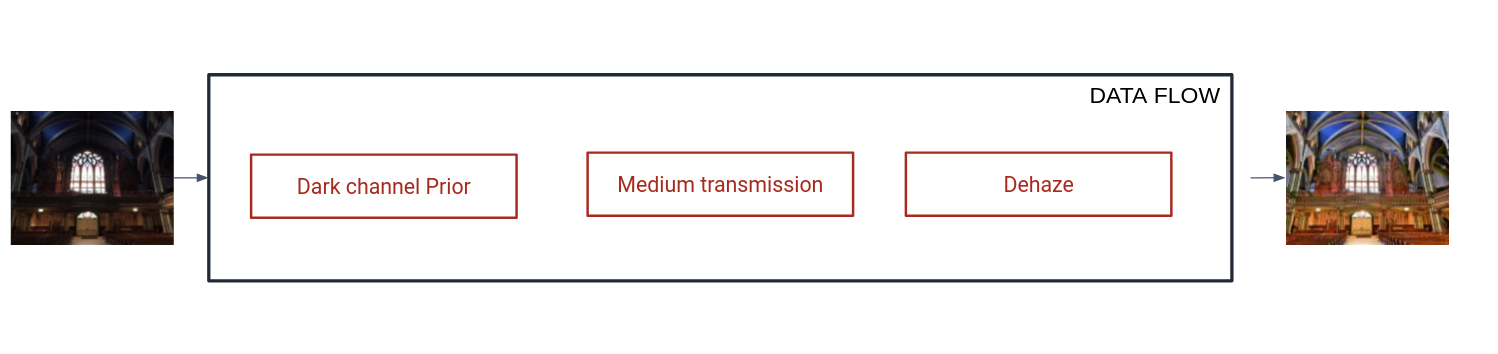 DATA FLOW
Dark channel Prior
Medium transmission
Dehaze